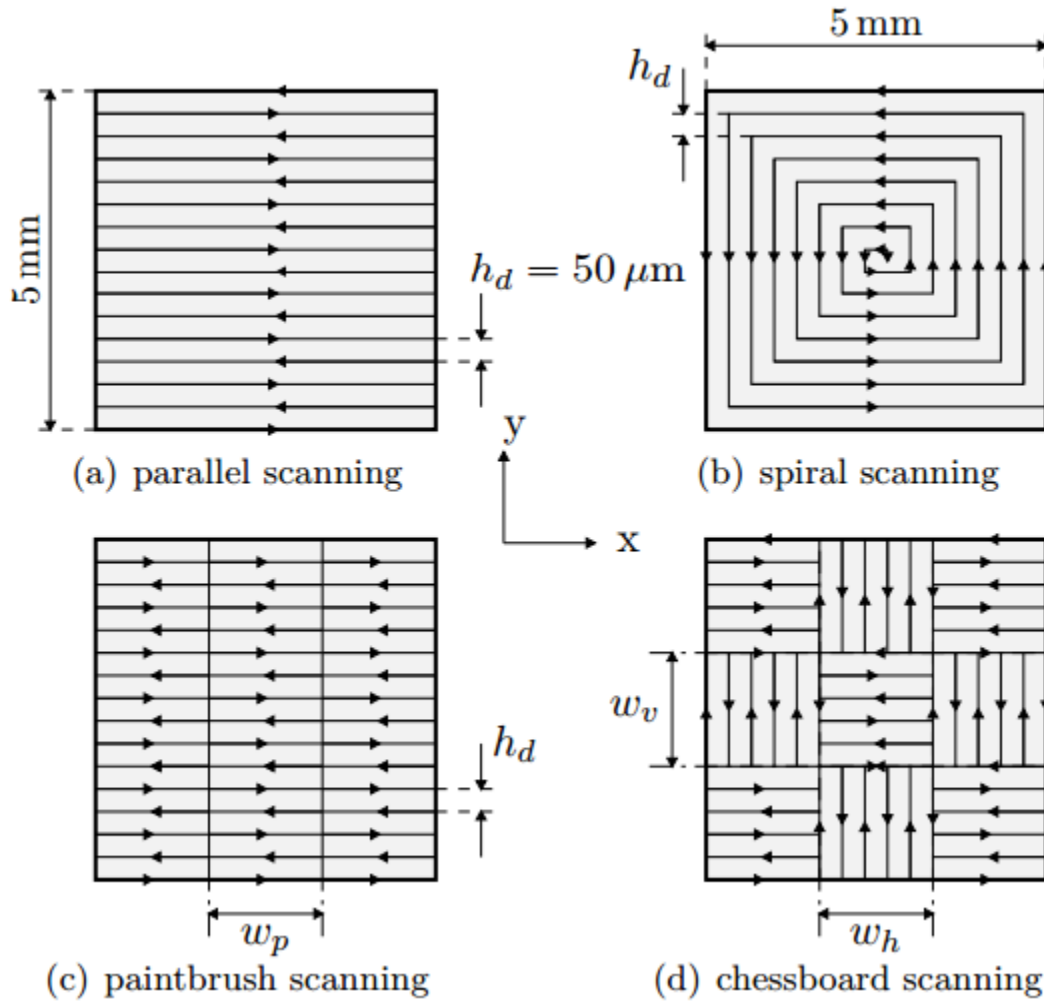 5 mm
h_d
5 mm
h_d = 50 μm
(a) parallel scanning
(b) spiral scanning
y
x
h_d
w_v
w_p
w_h
(c) paintbrush scanning
(d) chessboard scanning